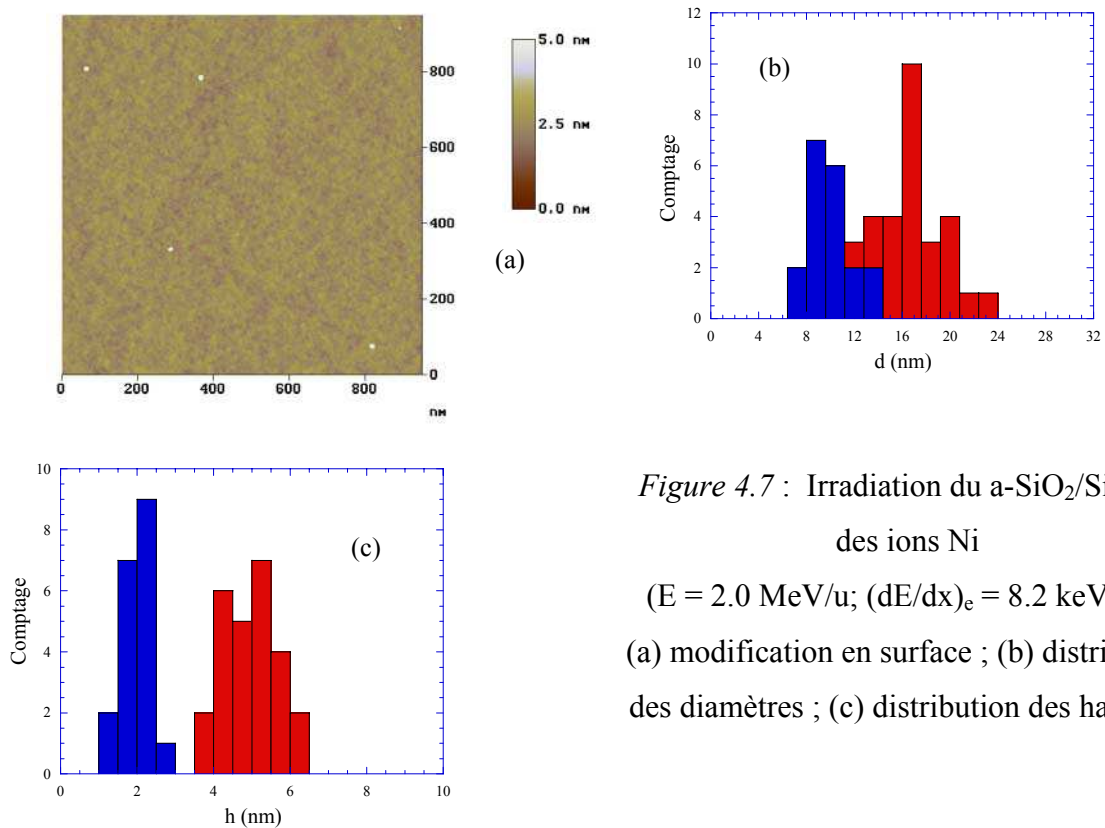 5.0 nm
2.5 nm
0.0 nm
800
600
400
200
0
0 200 400 600 800
nm
(a)
12
10
8
6
4
2
0
Comptage
(b)
0 4 8 12 16 20 24 28 32
d (nm)
10
8
6
4
2
0
Comptage
(c)
0 2 4 6 8 10
h (nm)
Figure 4.7 : Irradiation du a-SiO2/Si
des ions Ni
(E = 2.0 MeV/u; (dE/dx)e = 8.2 keV
(a) modification en surface ; (b) distri
des diamètres ; (c) distribution des ha